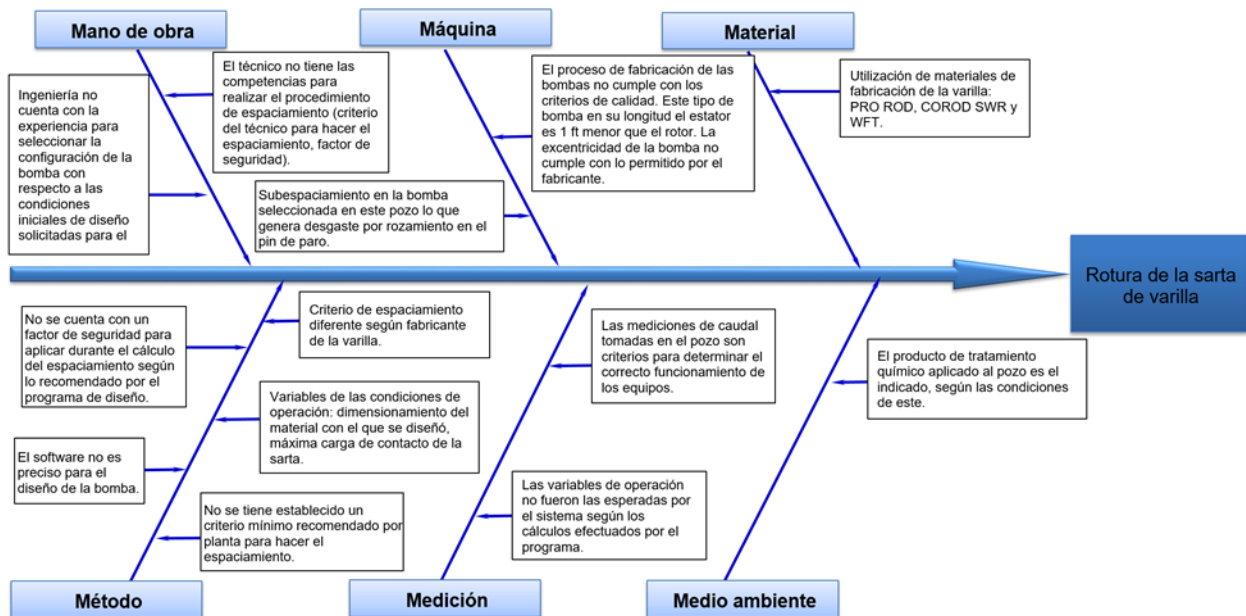 Mano de obra
Máquina
Material
Ingeniería no
cuenta con la
experiencia para
seleccionar la
configuración de la
bomba con
respecto a las
condiciones
iniciales de diseño
solicitadas para el
El técnico no tiene las
competencias para
realizar el procedimiento
de espaciamiento (criterio
del técnico para hacer el
espaciamiento, factor de
seguridad).
Subespaciamiento en la bomba
seleccionada en este pozo lo que
genera desgaste por rozamiento en el
pin de paro.
El proceso de fabricación de las
bombas no cumple con los
criterios de calidad. Este tipo de
bomba en su longitud el estator
es 1 ft menor que el rotor. La
excentricidad de la bomba no
cumple con lo permitido por el
fabricante.
Utilización de materiales de
fabricación de la varilla:
PRO ROD, COROD SWR y
WFT.
Rotura de la sarta
de varilla
No se cuenta con un
factor de seguridad para
aplicar durante el cálculo
del espaciamiento según
lo recomendado por el
programa de diseño.
Criterio de espaciamiento
diferente según fabricante
de la varilla.
Variables de las condiciones de
operación: dimensionamiento del
material con el que se diseñó,
máxima carga de contacto de la
sarta.
El software no es
preciso para el
diseño de la bomba.
No se tiene establecido un
criterio mínimo recomendado por
planta para hacer el
espaciamiento.
Las mediciones de caudal
tomadas en el pozo son
criterios para determinar el
correcto funcionamiento de
los equipos.
Las variables de operación
no fueron las esperadas por
el sistema según los
cálculos efectuados por el
programa.
El producto de tratamiento
químico aplicado al pozo es el
indicado, según las condiciones
de este.
Método
Medición
Medio ambiente